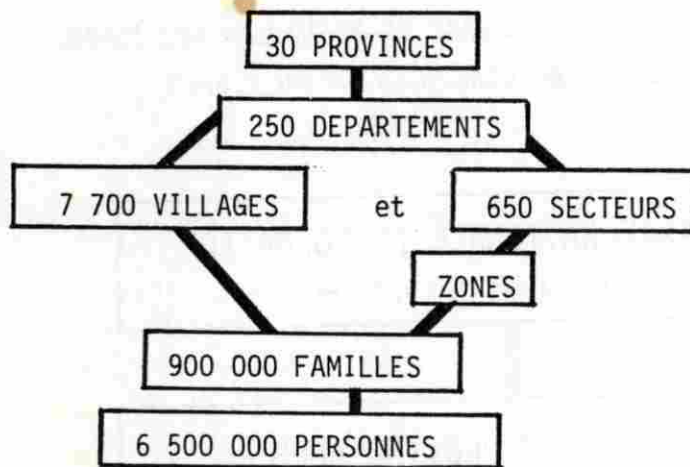 30 PROVINCES
250 DEPARTEMENTS
7 700 VILLAGES et 650 SECTEURS
ZONES
900 000 FAMILLES
6 500 000 PERSONNES